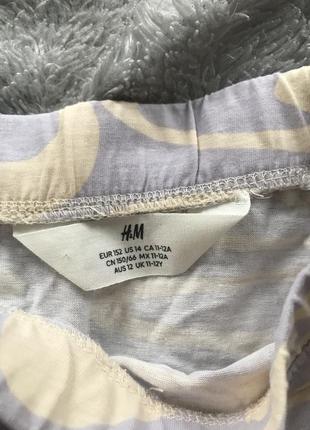 H&M
EUR 152 US 14 CA 11-12A
CN 150/66 MX 11-12A
AUS 12 UK 11-12Y